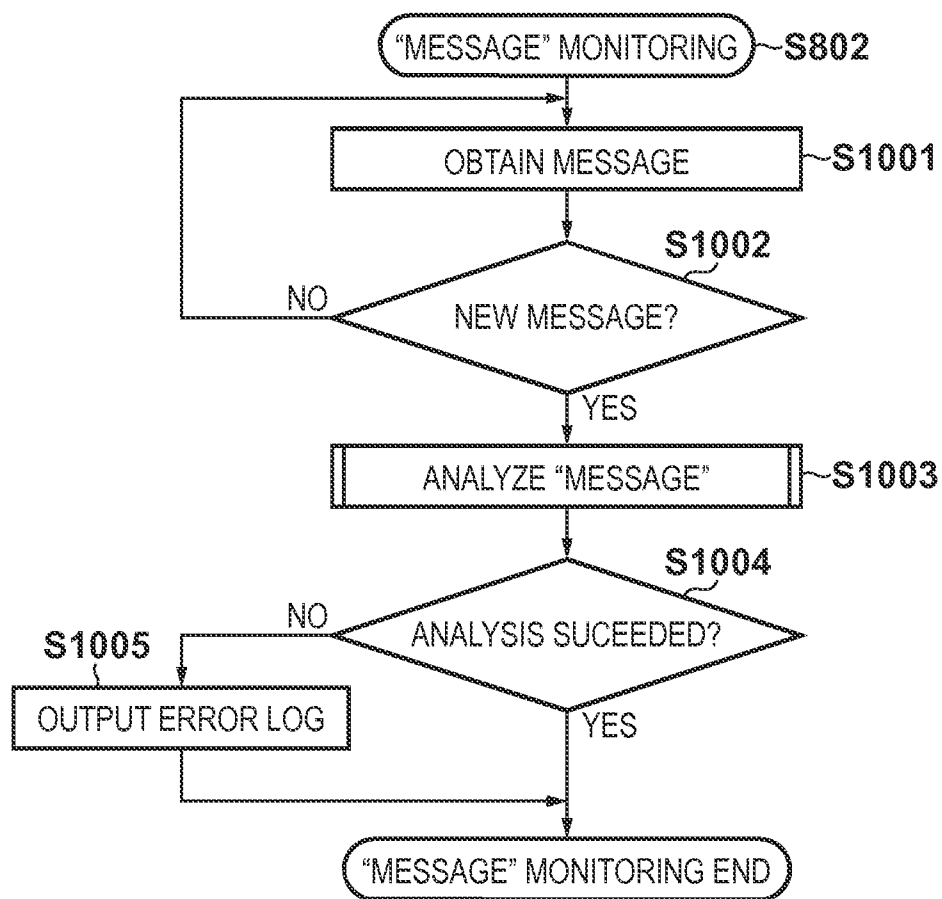 “MESSAGE” MONITORING
S802
OBTAIN MESSAGE
S1001
S1002
NEW MESSAGE?
NO
YES
ANALYZE “MESSAGE”
S1003
S1004
ANALYSIS SUCEEDED?
NO
YES
S1005
OUTPUT ERROR LOG
“MESSAGE” MONITORING END